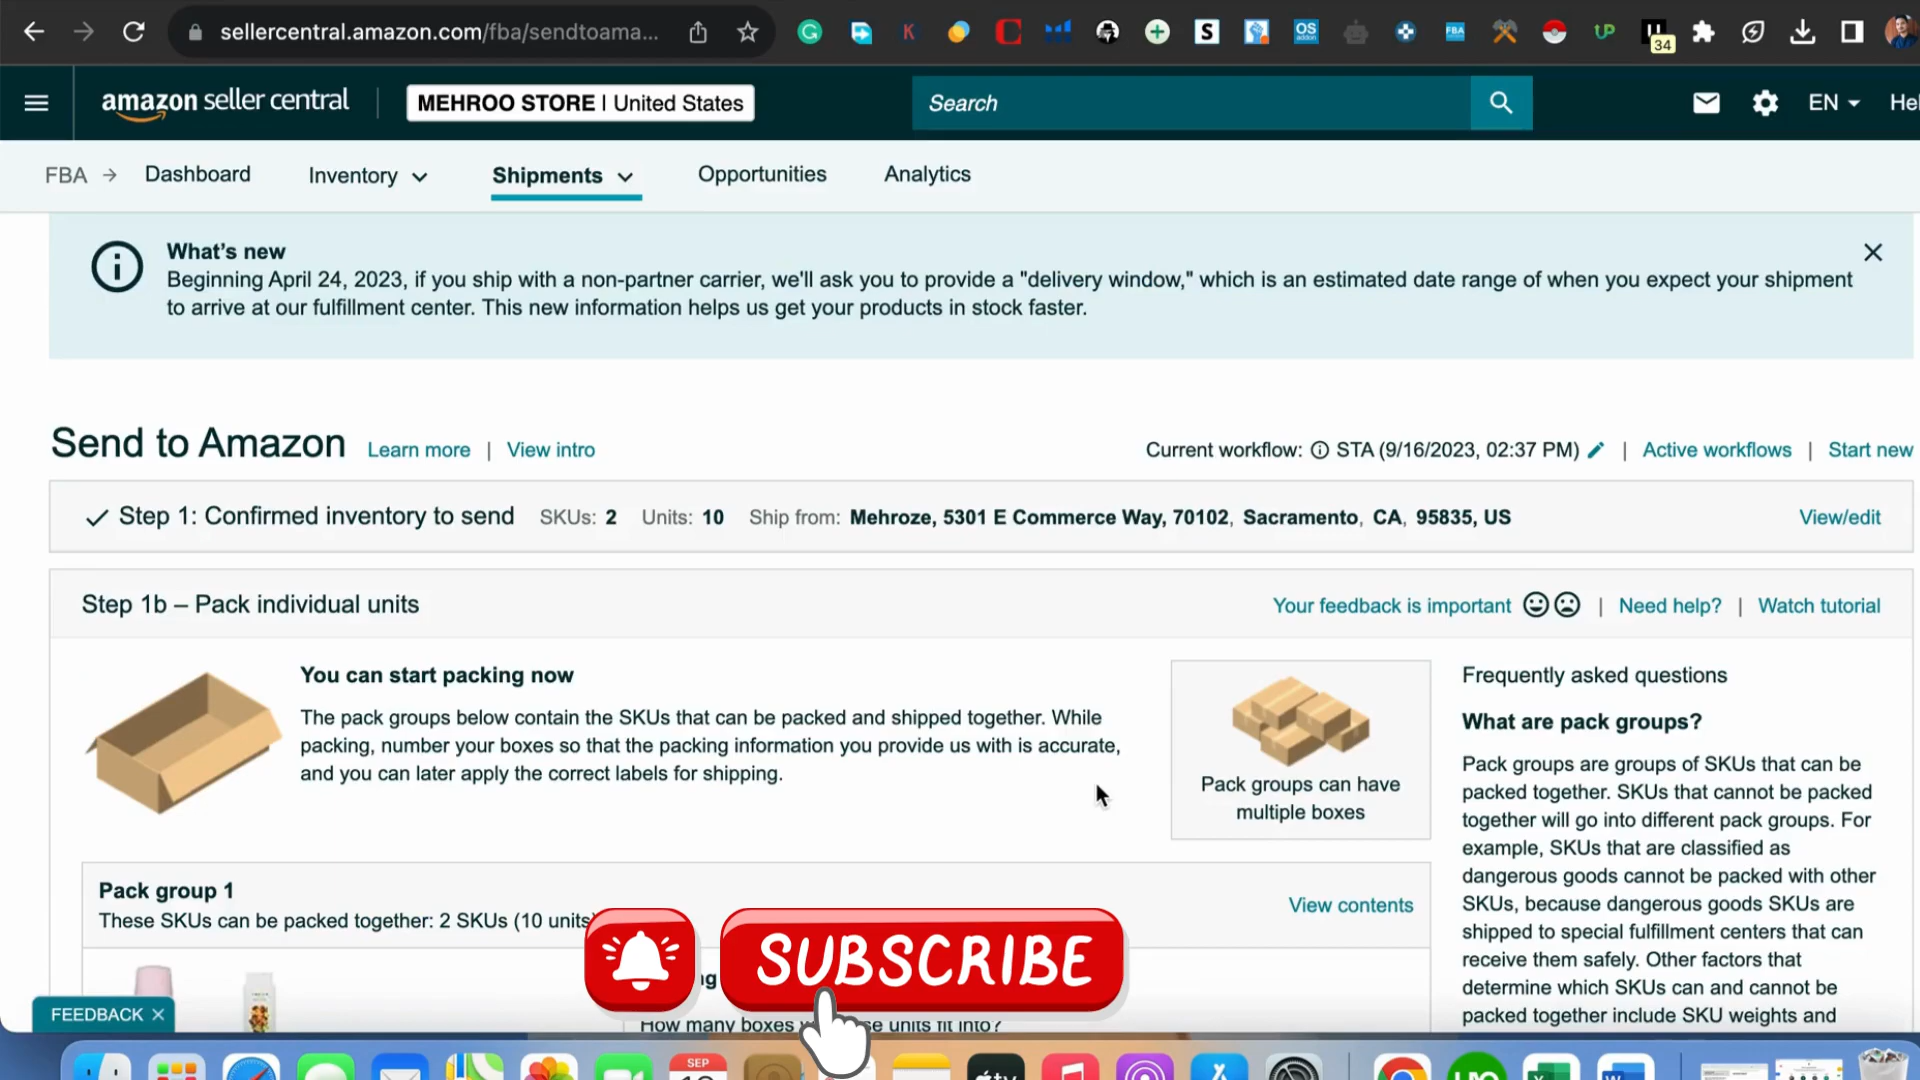 sellercentral.amazon.com/fba/sendtoama...
K
C
S
OS
addon
FBA
UP
34
amazon seller central
MEHROO STORE | United States
Search
EN
Hel
FBA → Dashboard Inventory Shipments Opportunities Analytics
What's new
Beginning April 24, 2023, if you ship with a non-partner carrier, we'll ask you to provide a "delivery window," which is an estimated date range of when you expect your shipment
to arrive at our fulfillment center. This new information helps us get your products in stock faster.
Send to Amazon Learn more | View intro
Current workflow: STA (9/16/2023, 02:37 PM) | Active workflows | Start new
Step 1: Confirmed inventory to send SKUs: 2 Units: 10 Ship from: Mehroze, 5301 E Commerce Way, 70102, Sacramento, CA, 95835, US View/edit
Step 1b – Pack individual units
Your feedback is important | Need help? | Watch tutorial
You can start packing now
The pack groups below contain the SKUs that can be packed and shipped together. While
packing, number your boxes so that the packing information you provide us with is accurate,
and you can later apply the correct labels for shipping.
Pack groups can have
multiple boxes
Frequently asked questions
What are pack groups?
Pack groups are groups of SKUs that can be
packed together. SKUs that cannot be packed
together will go into different pack groups. For
example, SKUs that are classified as
dangerous goods cannot be packed with other
SKUs, because dangerous goods SKUs are
shipped to special fulfillment centers that can
receive them safely. Other factors that
determine which SKUs can and cannot be
packed together include SKU weights and
Pack group 1
These SKUs can be packed together: 2 SKUs (10 units)
View contents
SUBSCRIBE
How many boxes se units fit into?
FEEDBACK
SEP